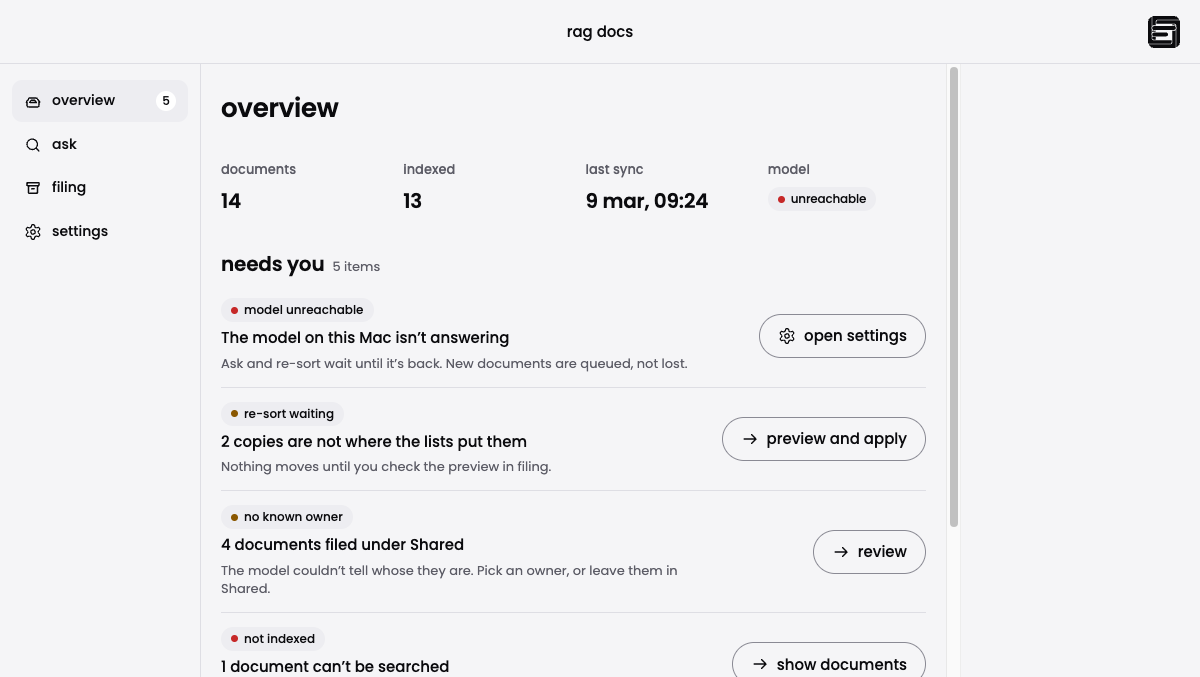 rag docs
overview 5
ask
filing
settings
overview
documents
14
indexed
13
last sync
9 mar, 09:24
model
unreachable
needs you 5 items
model unreachable
The model on this Mac isn’t answering
Ask and re-sort wait until it’s back. New documents are queued, not lost.
open settings
re-sort waiting
2 copies are not where the lists put them
Nothing moves until you check the preview in filing.
preview and apply
no known owner
4 documents filed under Shared
The model couldn’t tell whose they are. Pick an owner, or leave them in
Shared.
review
not indexed
1 document can’t be searched
show documents